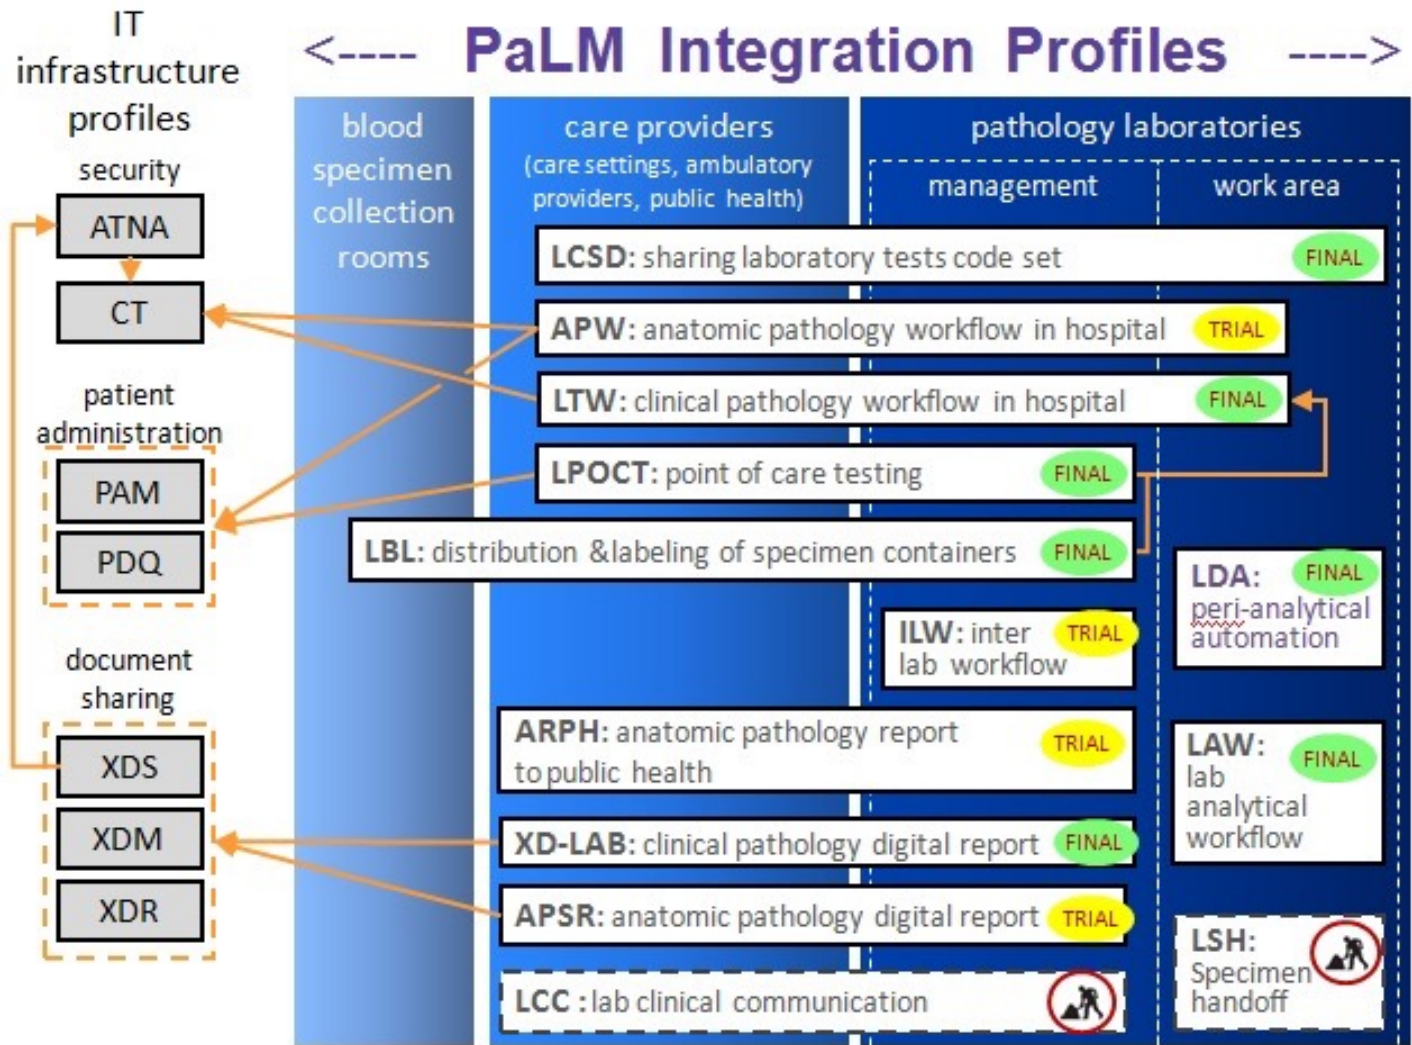 IT
infrastructure
profiles
<---- PaLM Integration Profiles ---->
security
ATNA
CT
patient
administration
PAM
PDQ
document
sharing
XDS
XDM
XDR
blood
specimen
collection
rooms
care providers
(care settings, ambulatory
providers, public health)
pathology laboratories
management
work area
LCSD: sharing laboratory tests code set FINAL
APW: anatomic pathology workflow in hospital TRIAL
LTW: clinical pathology workflow in hospital FINAL
LPOCT: point of care testing FINAL
LBL: distribution &labeling of specimen containers FINAL
LDA: FINAL
peri-analytical
automation
ILW: inter TRIAL
lab workflow
ARPH: anatomic pathology report
to public health TRIAL
LAW: FINAL
lab
analytical
workflow
XD-LAB: clinical pathology digital report FINAL
APSR: anatomic pathology digital report TRIAL
LSH:
Specimen
handoff
LCC : lab clinical communication